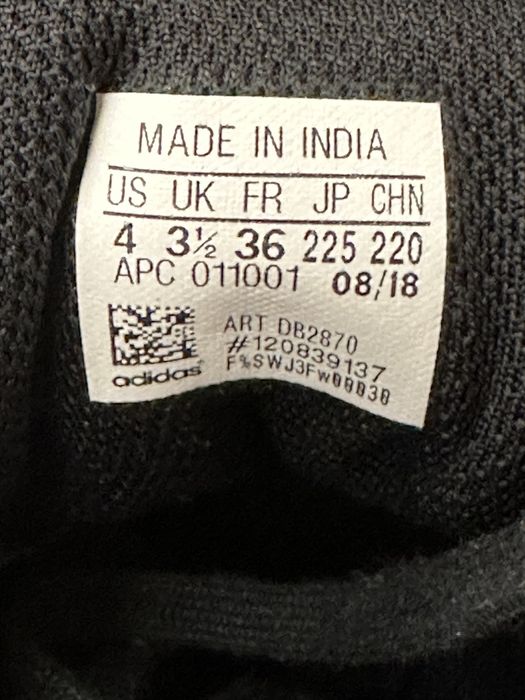 MADE IN INDIA
US UK FR JP CHN
4 3½ 36 225 220
APC 011001 08/18
ART DB2870
#120839137
adidas